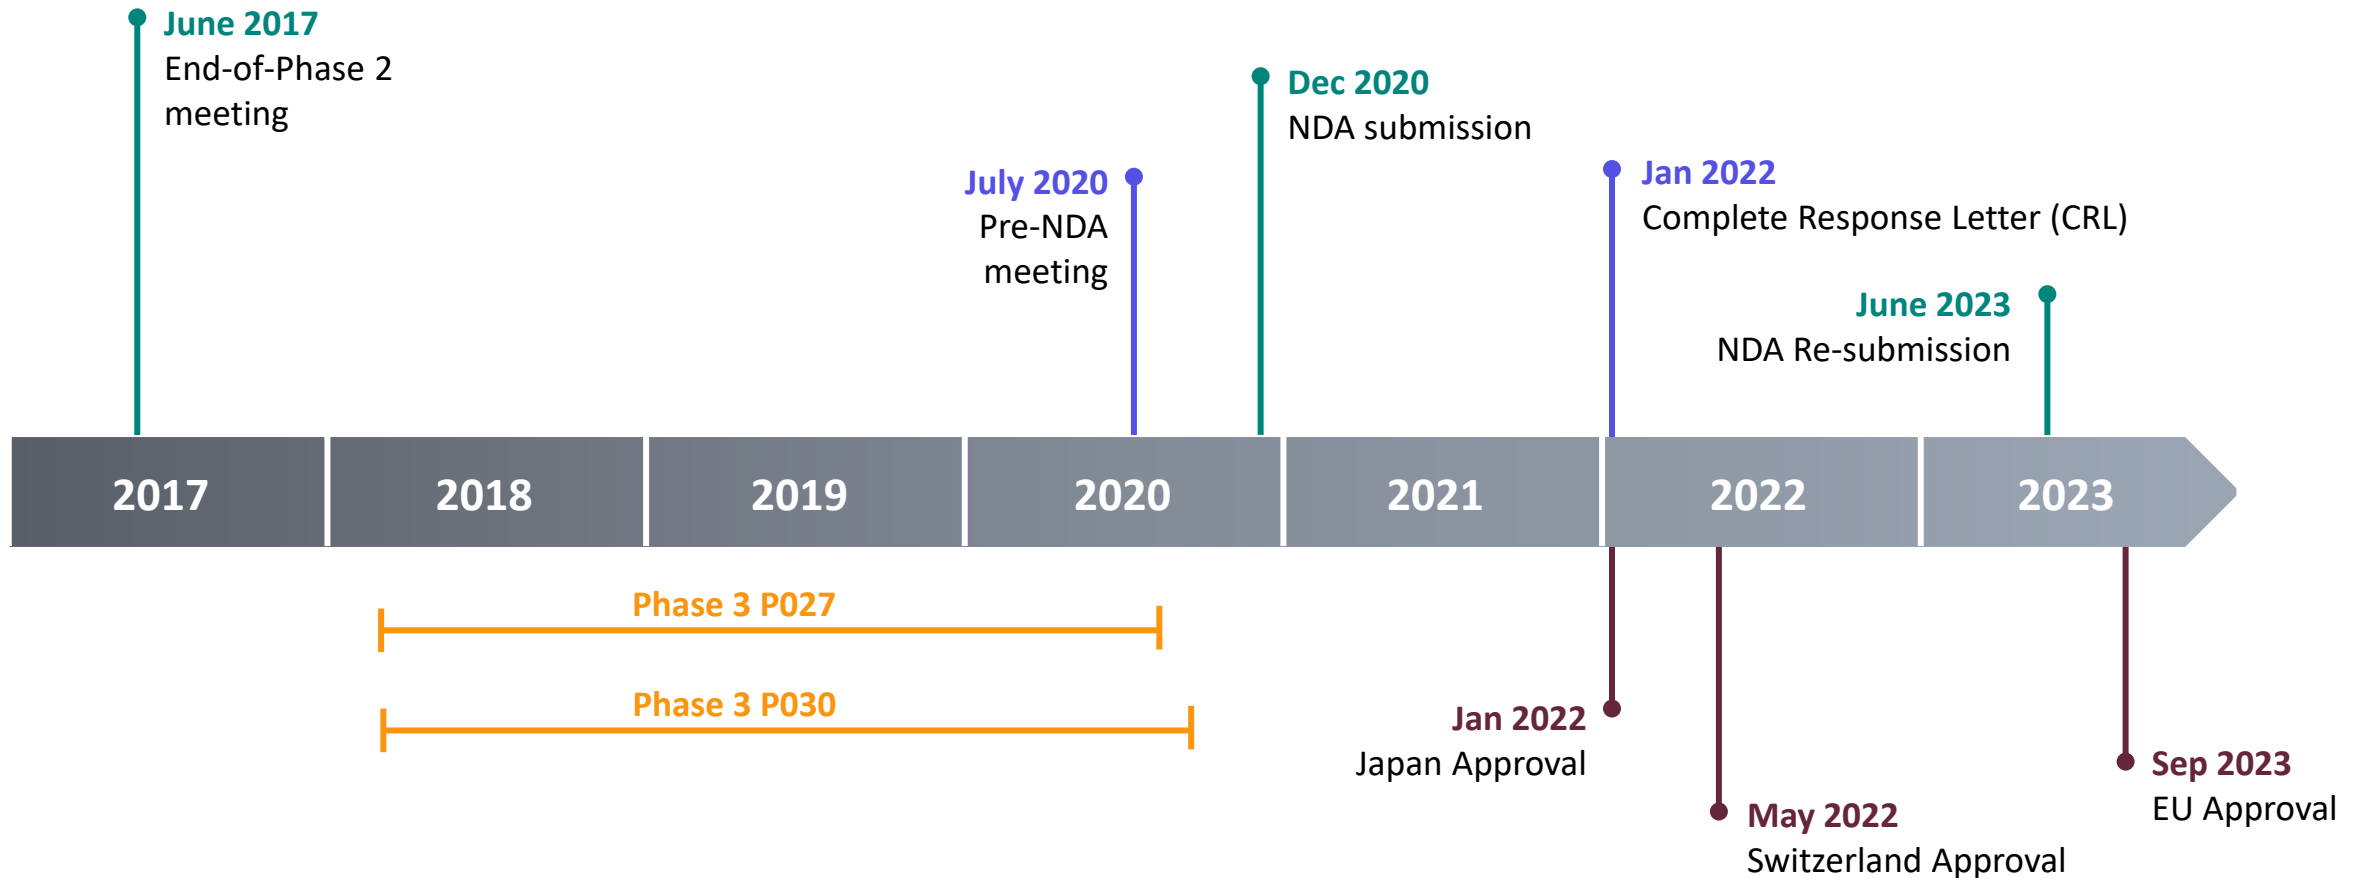 June 2017
End-of-Phase 2
meeting
Dec 2020
NDA submission
July 2020
Pre-NDA
meeting
Jan 2022
Complete Response Letter (CRL)
June 2023
NDA Re-submission
2017
2018
2019
2020
2021
2022
2023
Phase 3 P027
Phase 3 P030
Jan 2022
Japan Approval
May 2022
Switzerland Approval
Sep 2023
EU Approval